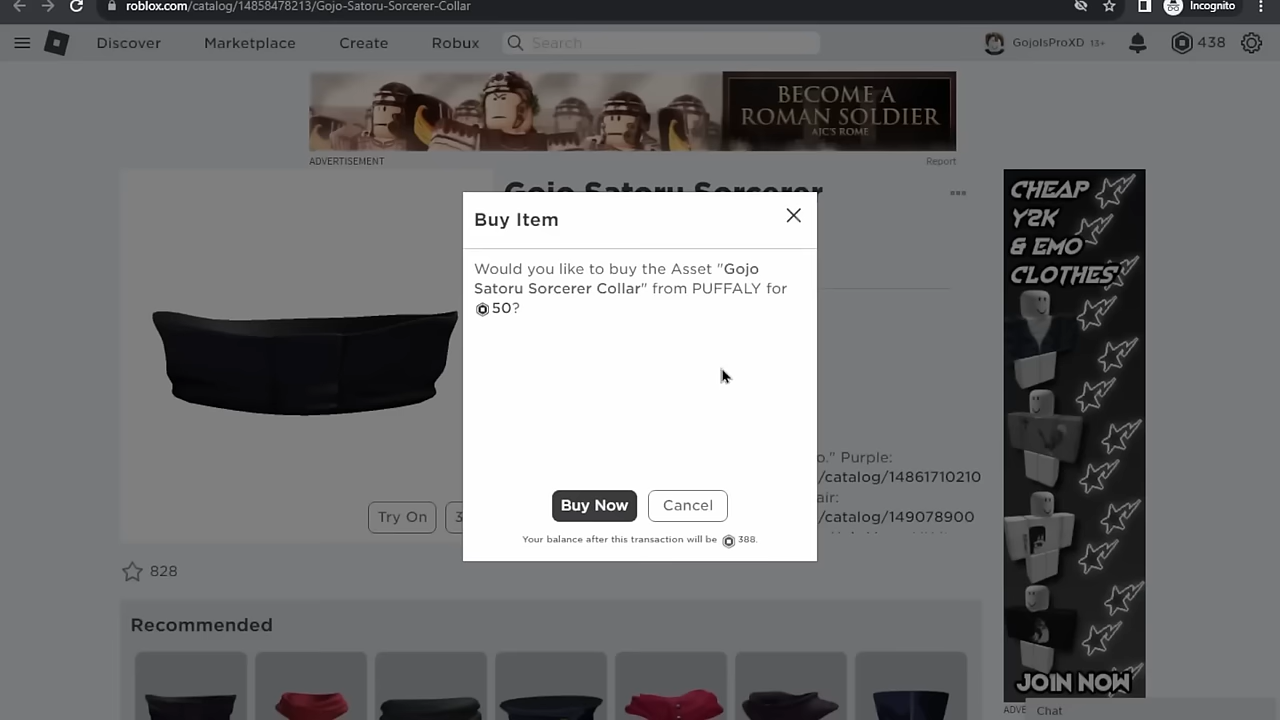 roblox.com/catalog/14858478213/Gojo-Satoru-Sorcerer-Collar
Incognito
Discover
Marketplace
Create
Robux
Search
GojoIsProXD 13+
438
BECOME A
ROMAN SOLDIER
AJC'S ROME
ADVERTISEMENT
Report
Gojo Satoru Sorcerer
Buy Item
Would you like to buy the Asset "Gojo
Satoru Sorcerer Collar" from PUFFALY for
50?
o." Purple:
/catalog/14861710210
air:
/catalog/149078900
Try On
3
Buy Now
Cancel
Your balance after this transaction will be 388.
828
Recommended
CHEAP
Y2K
& EMO
CLOTHES
JOIN NOW
ADVE
Chat